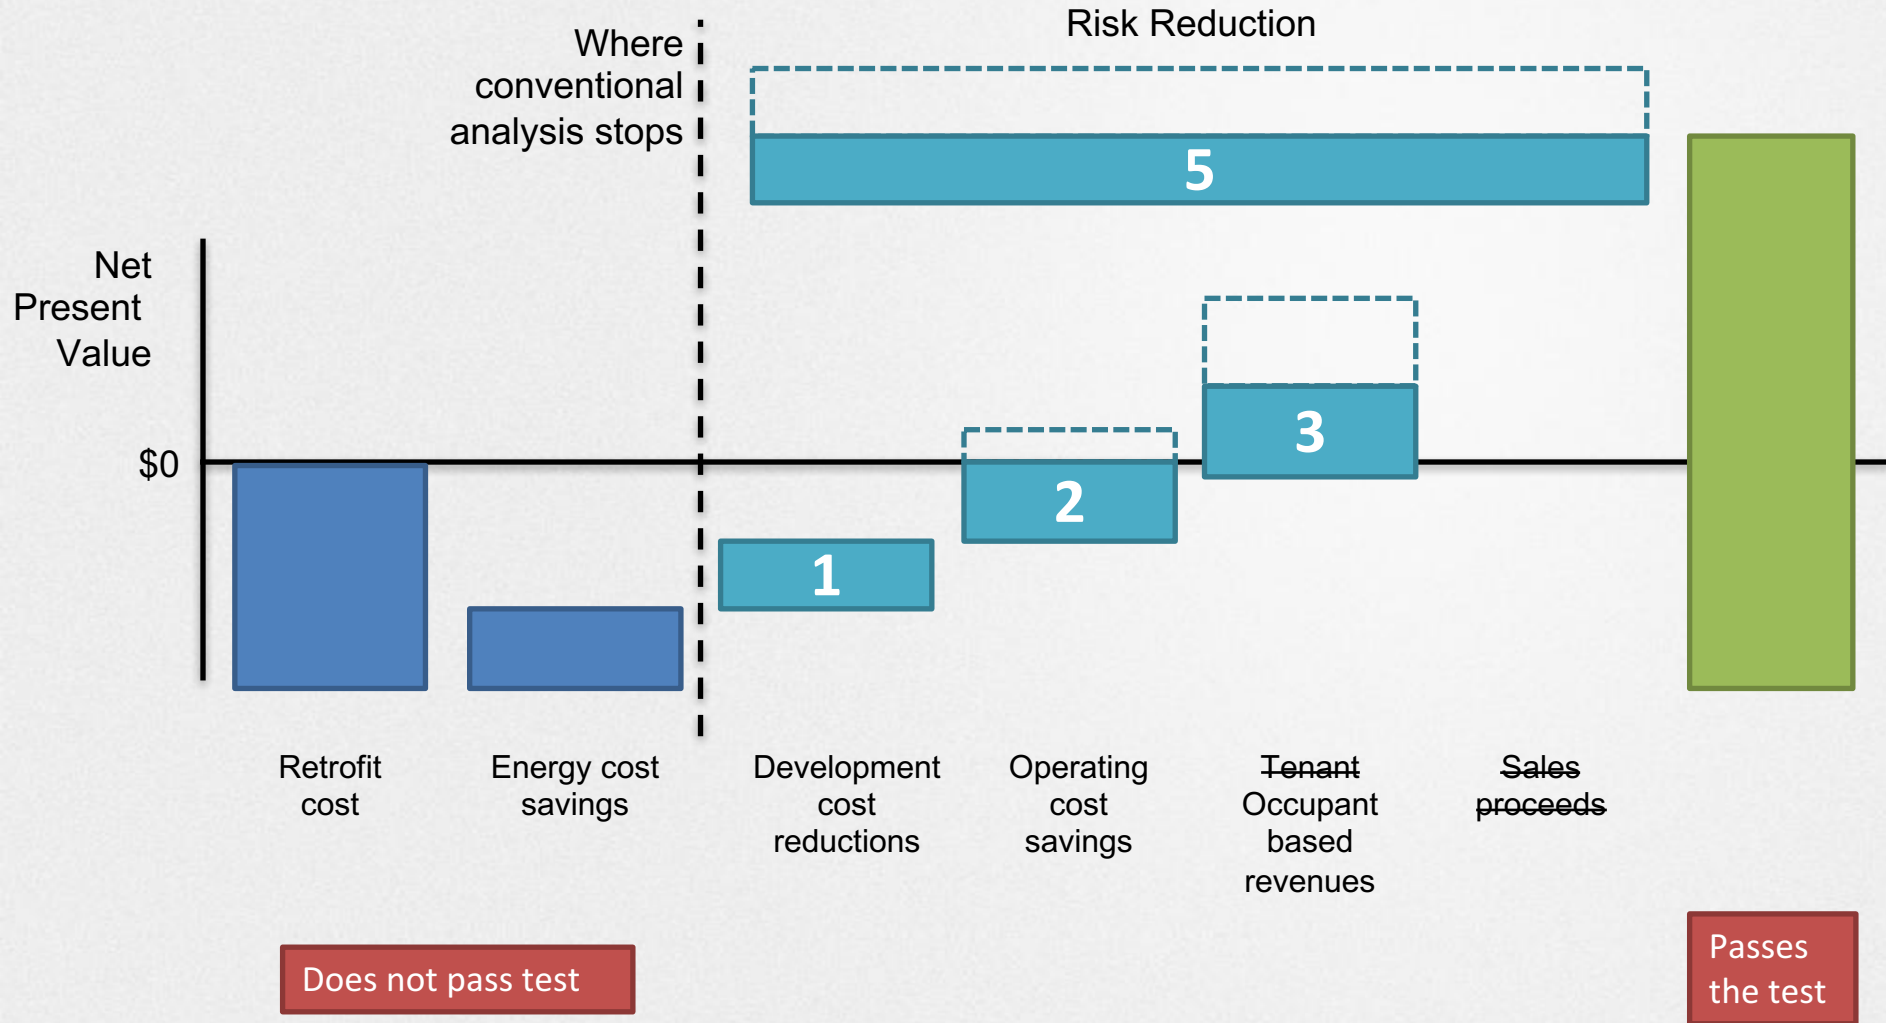 Risk Reduction
Where
conventional
analysis stops
5
Net
Present
Value
$0
3
2
1
Retrofit
cost
Energy cost
savings
Development
cost
reductions
Operating
cost
savings
Tenant
Occupant
based
revenues
Sales
proceeds
Does not pass test
Passes
the test